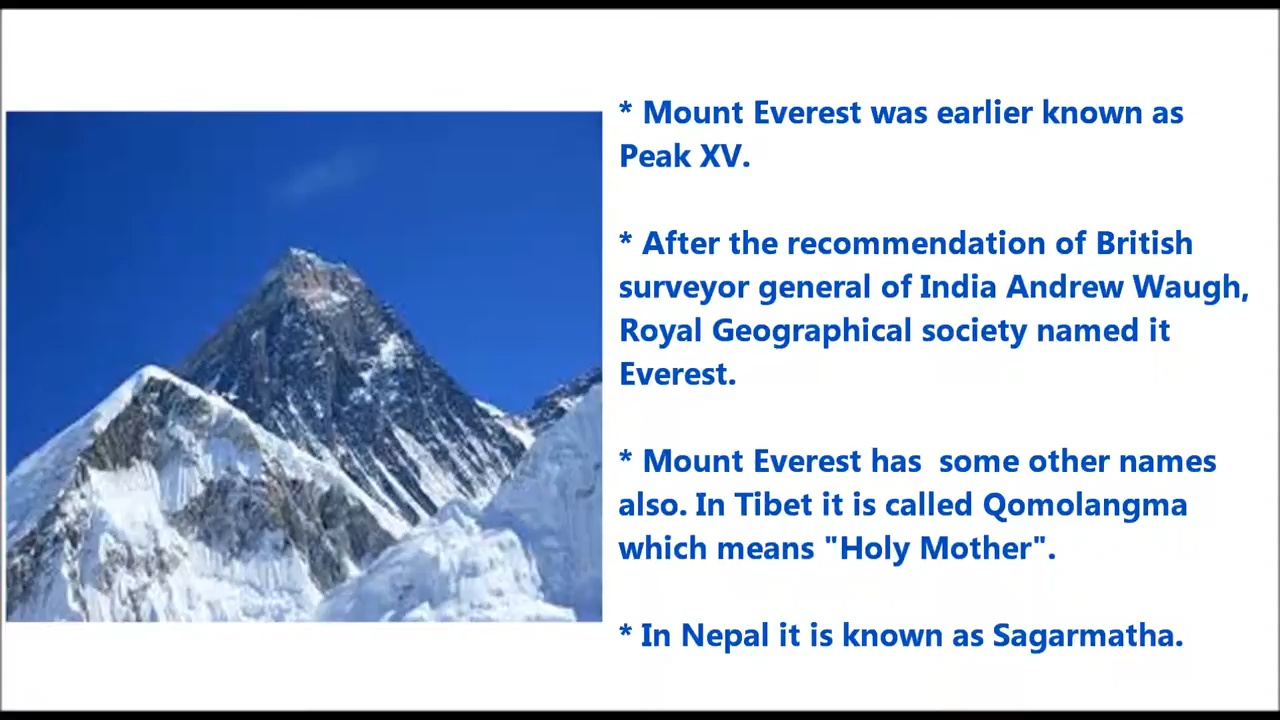 * Mount Everest was earlier known as
Peak XV.
* After the recommendation of British
surveyor general of India Andrew Waugh,
Royal Geographical society named it
Everest.
* Mount Everest has  some other names
also. In Tibet it is called Qomolangma
which means "Holy Mother".
* In Nepal it is known as Sagarmatha.